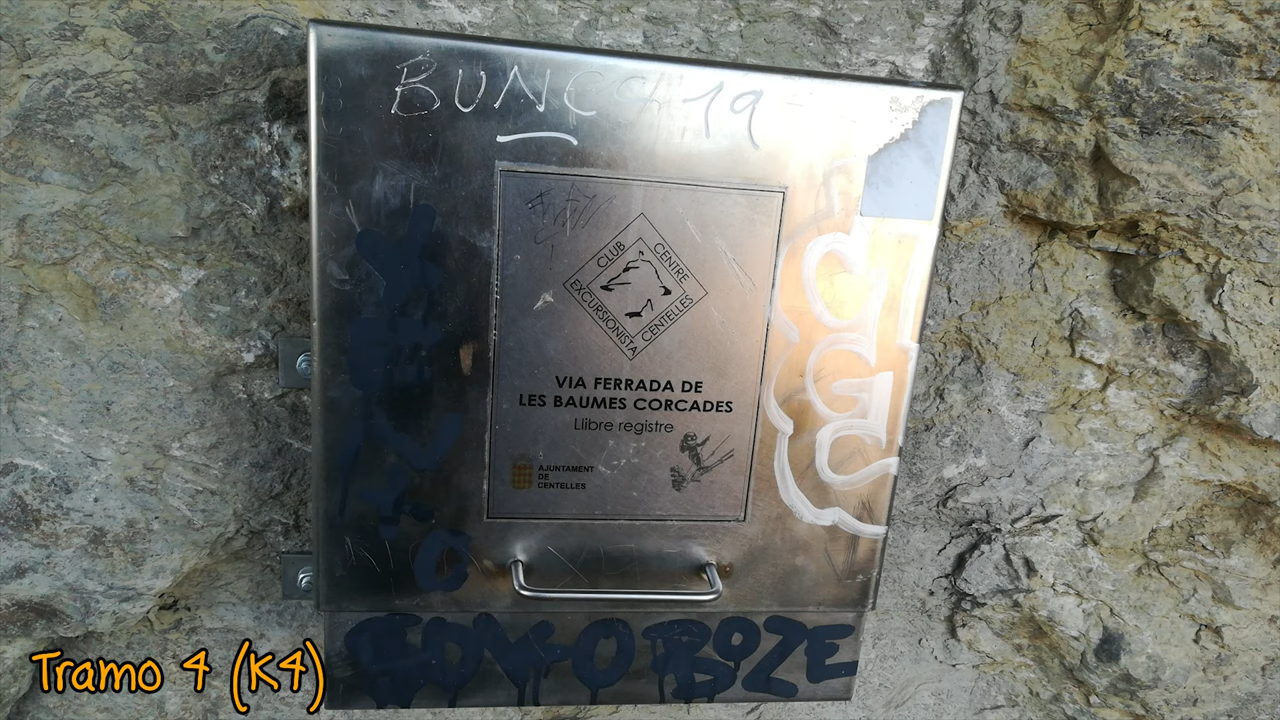 19
CLUB
CENTRE
EXCURSIONISTA
CENTELLES
VIA FERRADA DE
LES BAUMES CORCADES
Llibre registre
AJUNTAMENT
DE
CENTELLES
BOZE
Tramo 4 (K4)